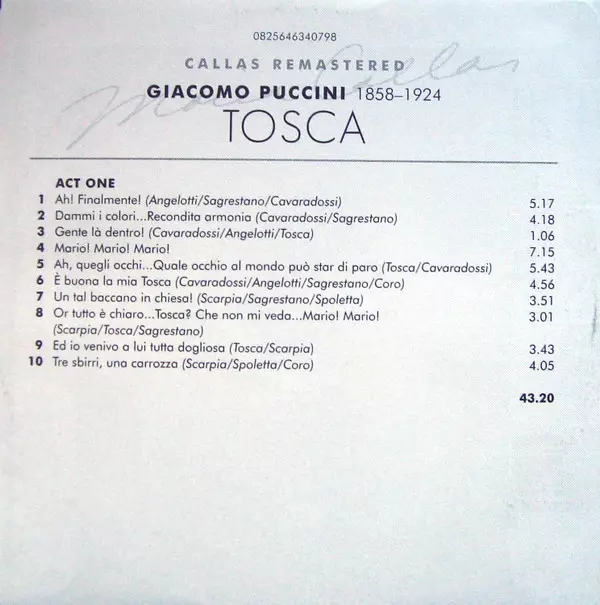 0825646340798
CALLAS REMASTERED
Maria Callas
GIACOMO PUCCINI 1858–1924
TOSCA
ACT ONE
1 Ah! Finalmente! (Angelotti/Sagrestano/Cavaradossi) 5.17
2 Dammi i colori...Recondita armonia (Cavaradossi/Sagrestano) 4.18
3 Gente là dentro! (Cavaradossi/Angelotti/Tosca) 1.06
4 Mario! Mario! Mario! 7.15
5 Ah, quegli occhi...Quale occhio al mondo può star di paro (Tosca/Cavaradossi) 5.43
6 È buona la mia Tosca (Cavaradossi/Angelotti/Sagrestano/Coro) 4.56
7 Un tal baccano in chiesa! (Scarpia/Sagrestano/Spoletta) 3.51
8 Or tutto è chiaro...Tosca? Che non mi veda...Mario! Mario! 3.01
(Scarpia/Tosca/Sagrestano)
9 Ed io venivo a lui tutta dogliosa (Tosca/Scarpia) 3.43
10 Tre sbirri, una carrozza (Scarpia/Spoletta/Coro) 4.05
43.20